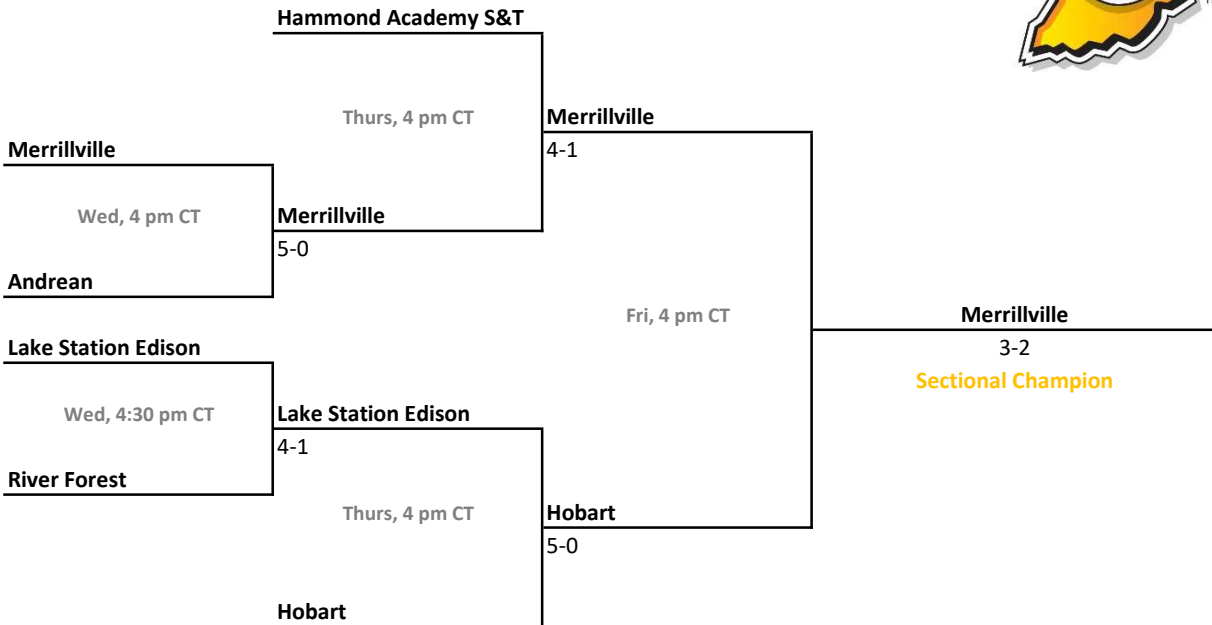 Hammond Academy S&T
Thurs, 4 pm CT
Merrillville
Merrillville
4-1
Wed, 4 pm CT
Merrillville
5-0
Andrean
Fri, 4 pm CT
Merrillville
Lake Station Edison
3-2
Sectional Champion
Wed, 4:30 pm CT
Lake Station Edison
4-1
River Forest
Thurs, 4 pm CT
Hobart
5-0
Hobart